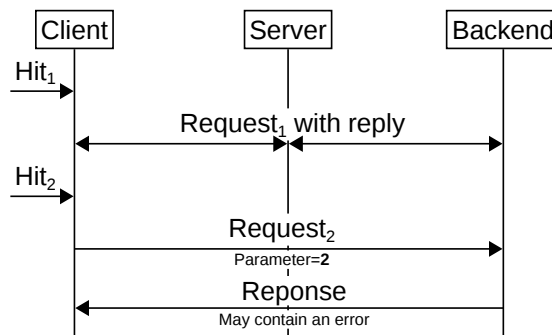 Client Server Backend
Hit₁
Request₁ with reply
Hit₂
Request₂
Parameter=2
Reponse
May contain an error